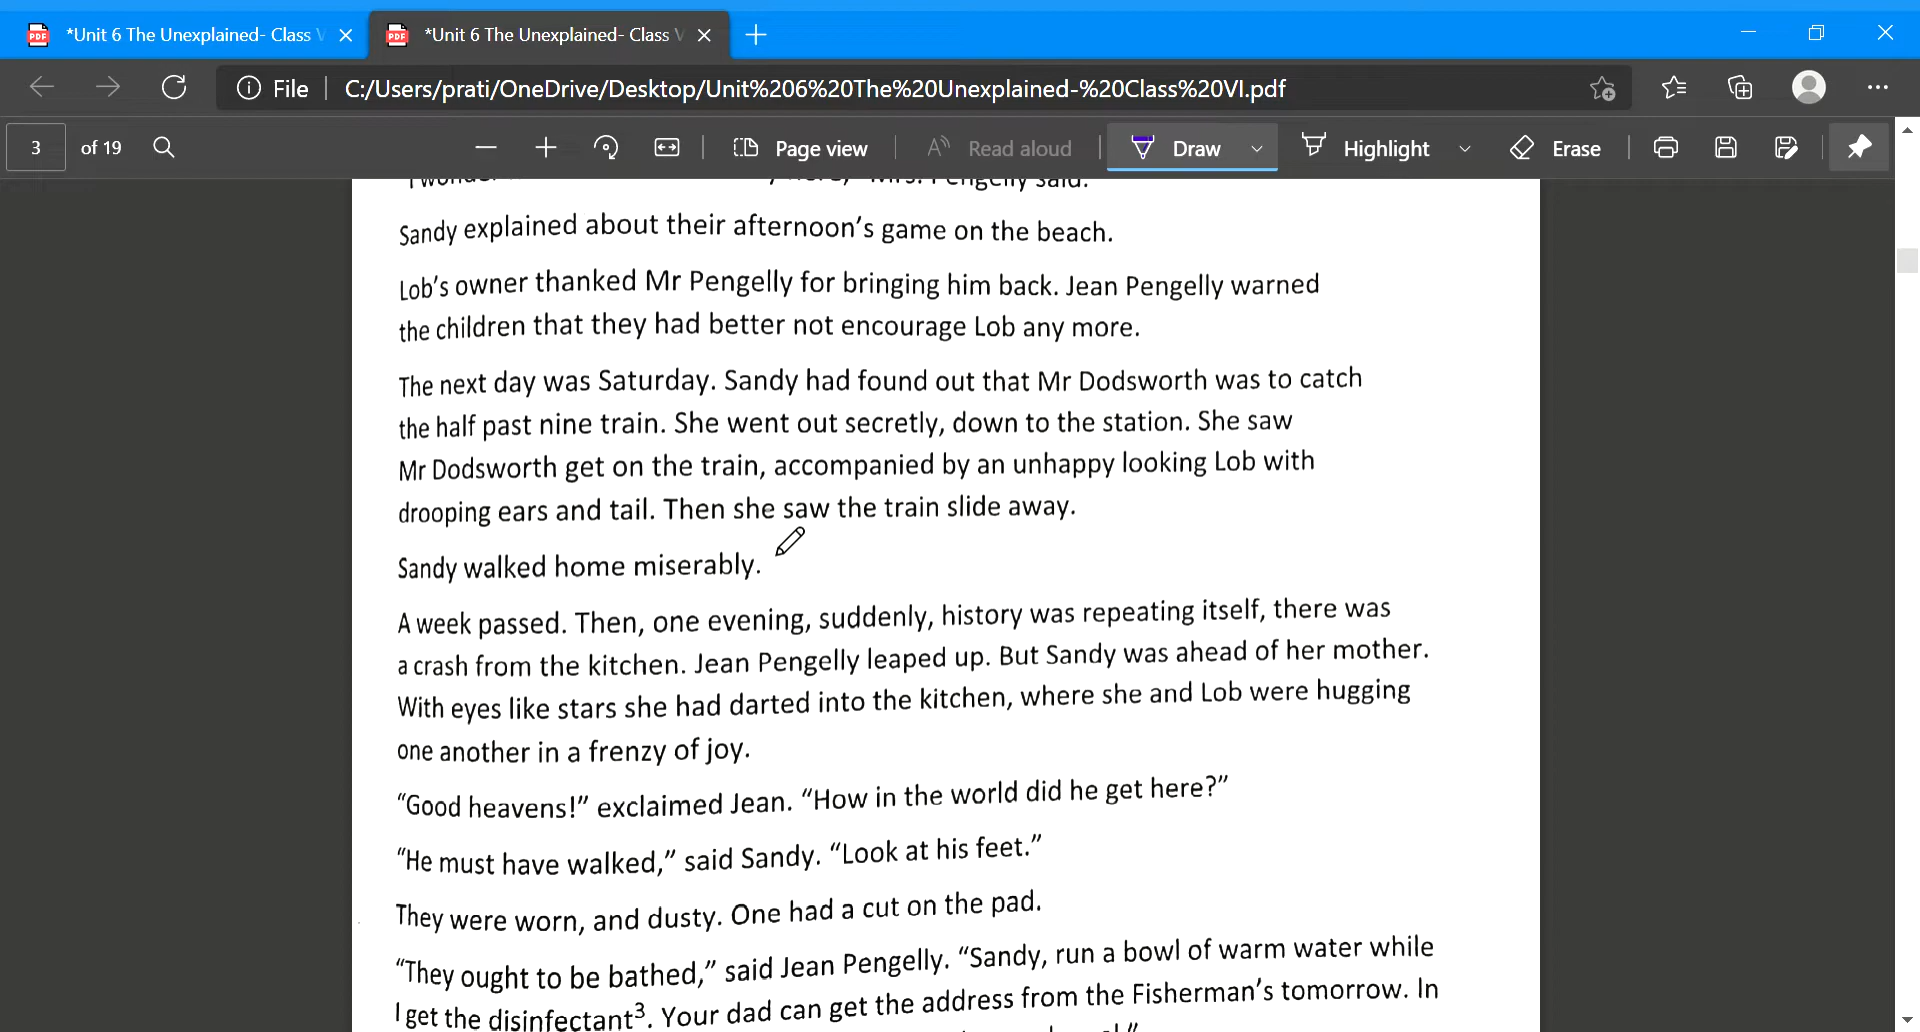 *Unit 6 The Unexplained- Class V
*Unit 6 The Unexplained- Class V
File
C:/Users/prati/OneDrive/Desktop/Unit%206%20The%20Unexplained-%20Class%20VI.pdf
3 of 19
Page view
Read aloud
Draw
Highlight
Erase
Sandy explained about their afternoon's game on the beach.
Lob's owner thanked Mr Pengelly for bringing him back. Jean Pengelly warned
the children that they had better not encourage Lob any more.
The next day was Saturday. Sandy had found out that Mr Dodsworth was to catch
the half past nine train. She went out secretly, down to the station. She saw
Mr Dodsworth get on the train, accompanied by an unhappy looking Lob with
drooping ears and tail. Then she saw the train slide away.
Sandy walked home miserably.
A week passed. Then, one evening, suddenly, history was repeating itself, there was
a crash from the kitchen. Jean Pengelly leaped up. But Sandy was ahead of her mother.
With eyes like stars she had darted into the kitchen, where she and Lob were hugging
one another in a frenzy of joy.
“Good heavens!” exclaimed Jean. “How in the world did he get here?”
“He must have walked,” said Sandy. “Look at his feet.”
They were worn, and dusty. One had a cut on the pad.
“They ought to be bathed,” said Jean Pengelly. “Sandy, run a bowl of warm water while
I get the disinfectant³. Your dad can get the address from the Fisherman's tomorrow. In